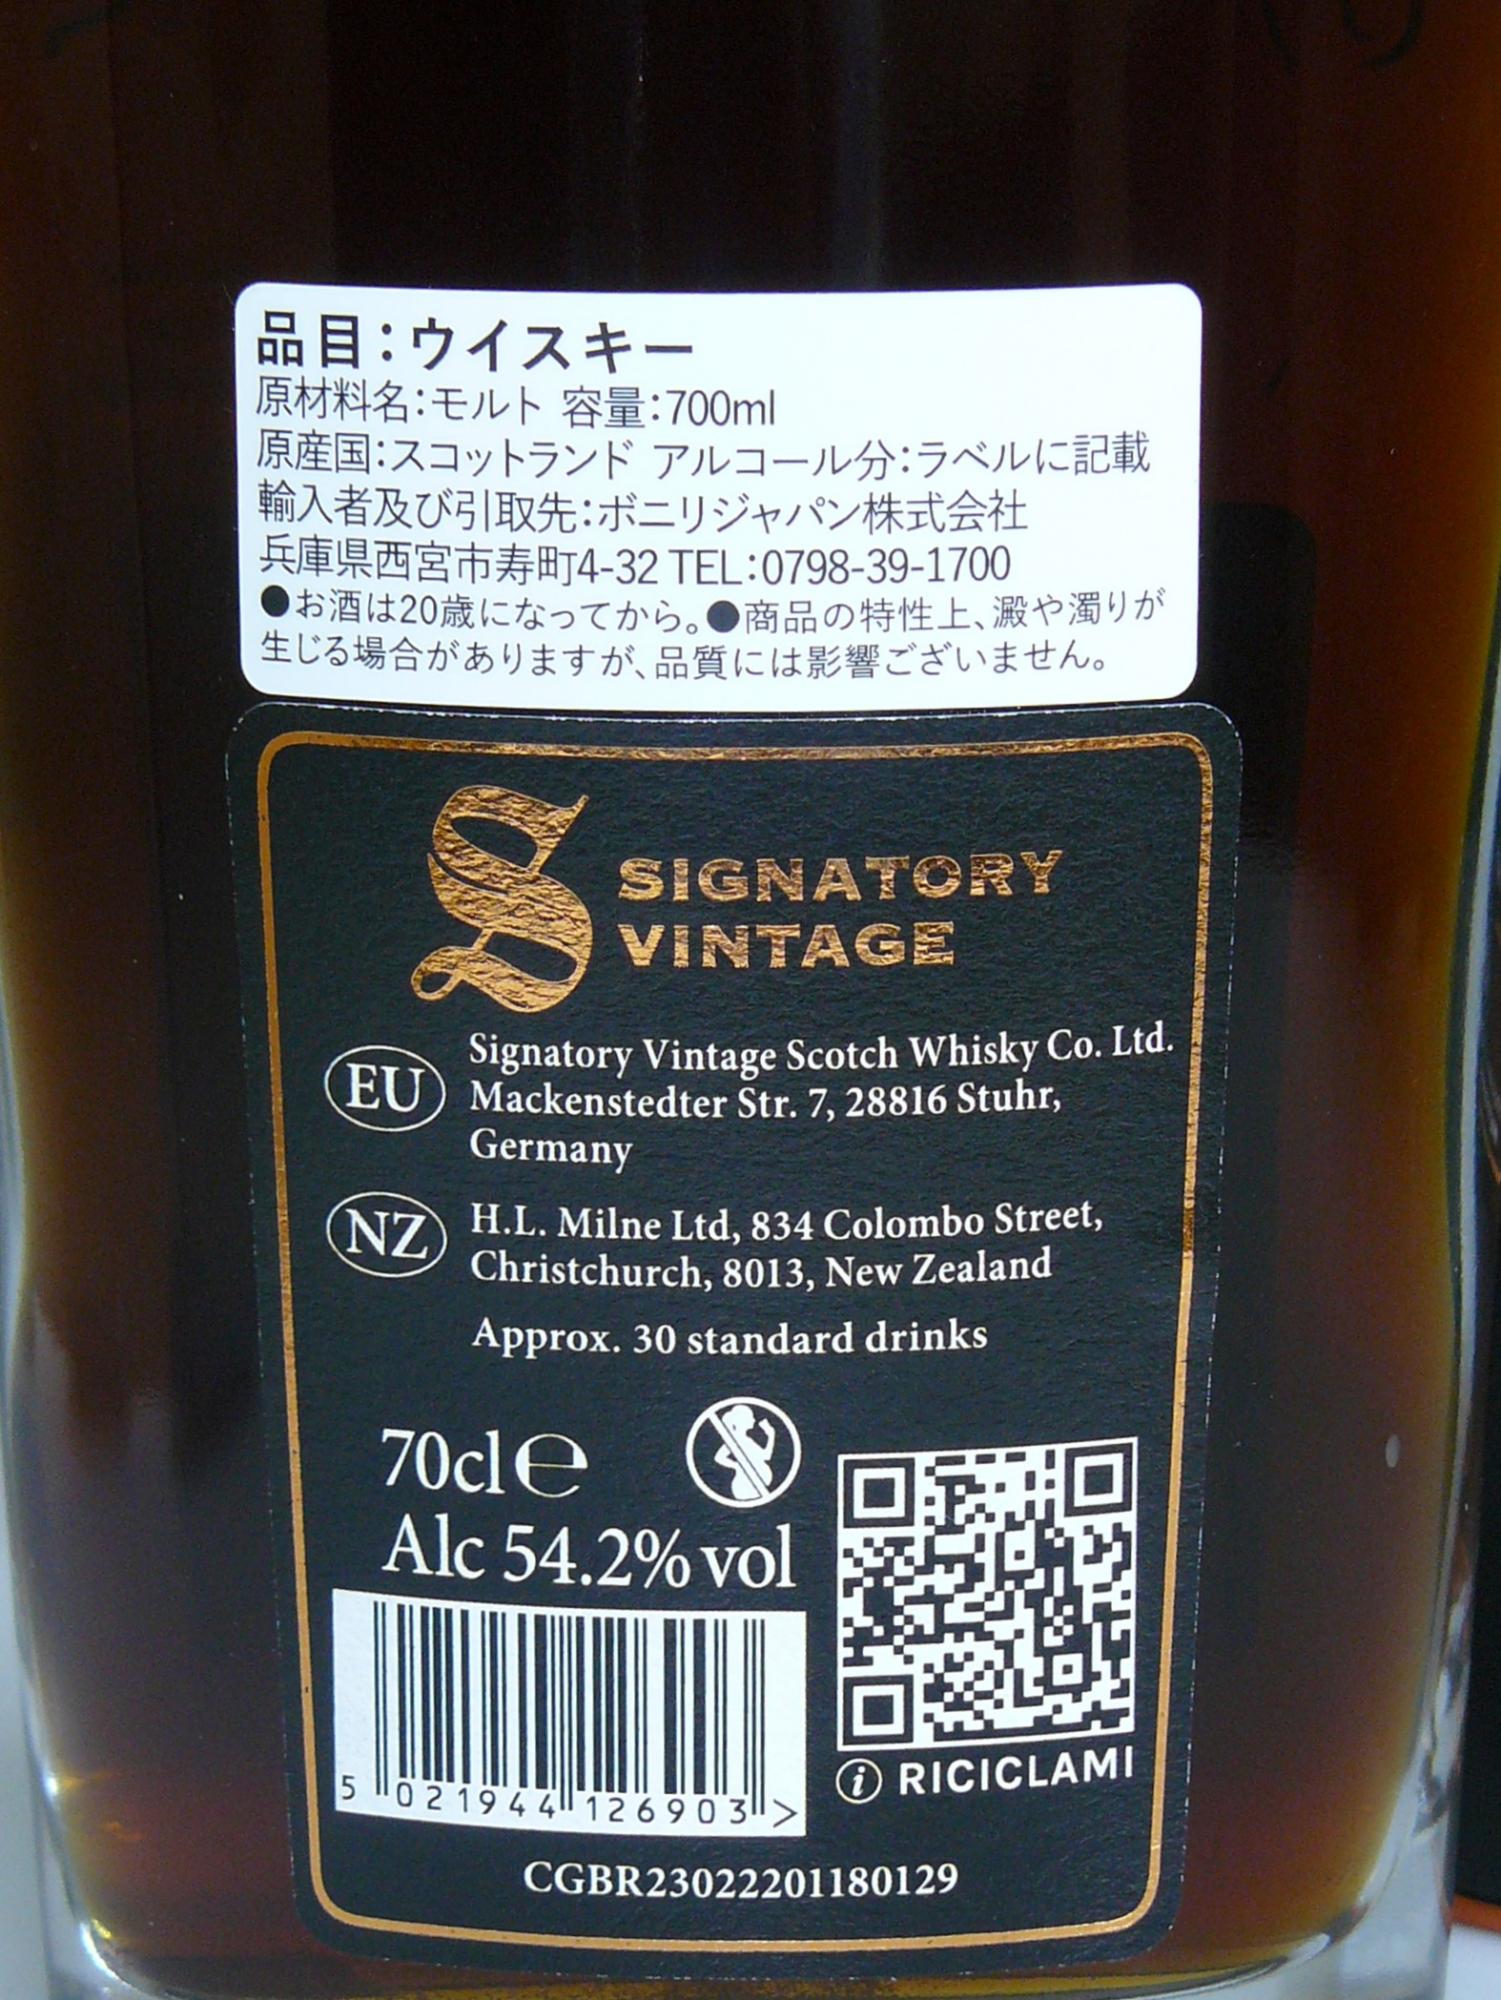 品目：ウイスキー
原材料名：モルト 容量：700ml
原産国：スコットランド アルコール分：ラベルに記載
輸入者及び引取先：ボニリジャパン株式会社
兵庫県西宮市寿町4-32 TEL：0798-39-1700
●お酒は20歳になってから。●商品の特性上、澱や濁りが
生じる場合がありますが、品質には影響ございません。
S SIGNATORY
VINTAGE
EU Signatory Vintage Scotch Whisky Co. Ltd.
Mackenstedter Str. 7, 28816 Stuhr,
Germany
NZ H.L. Milne Ltd, 834 Colombo Street,
Christchurch, 8013, New Zealand
Approx. 30 standard drinks
70cl ℮
Alc 54.2% vol
5 021944 126903 >
i RICICLAMI
CGBR23022201180129